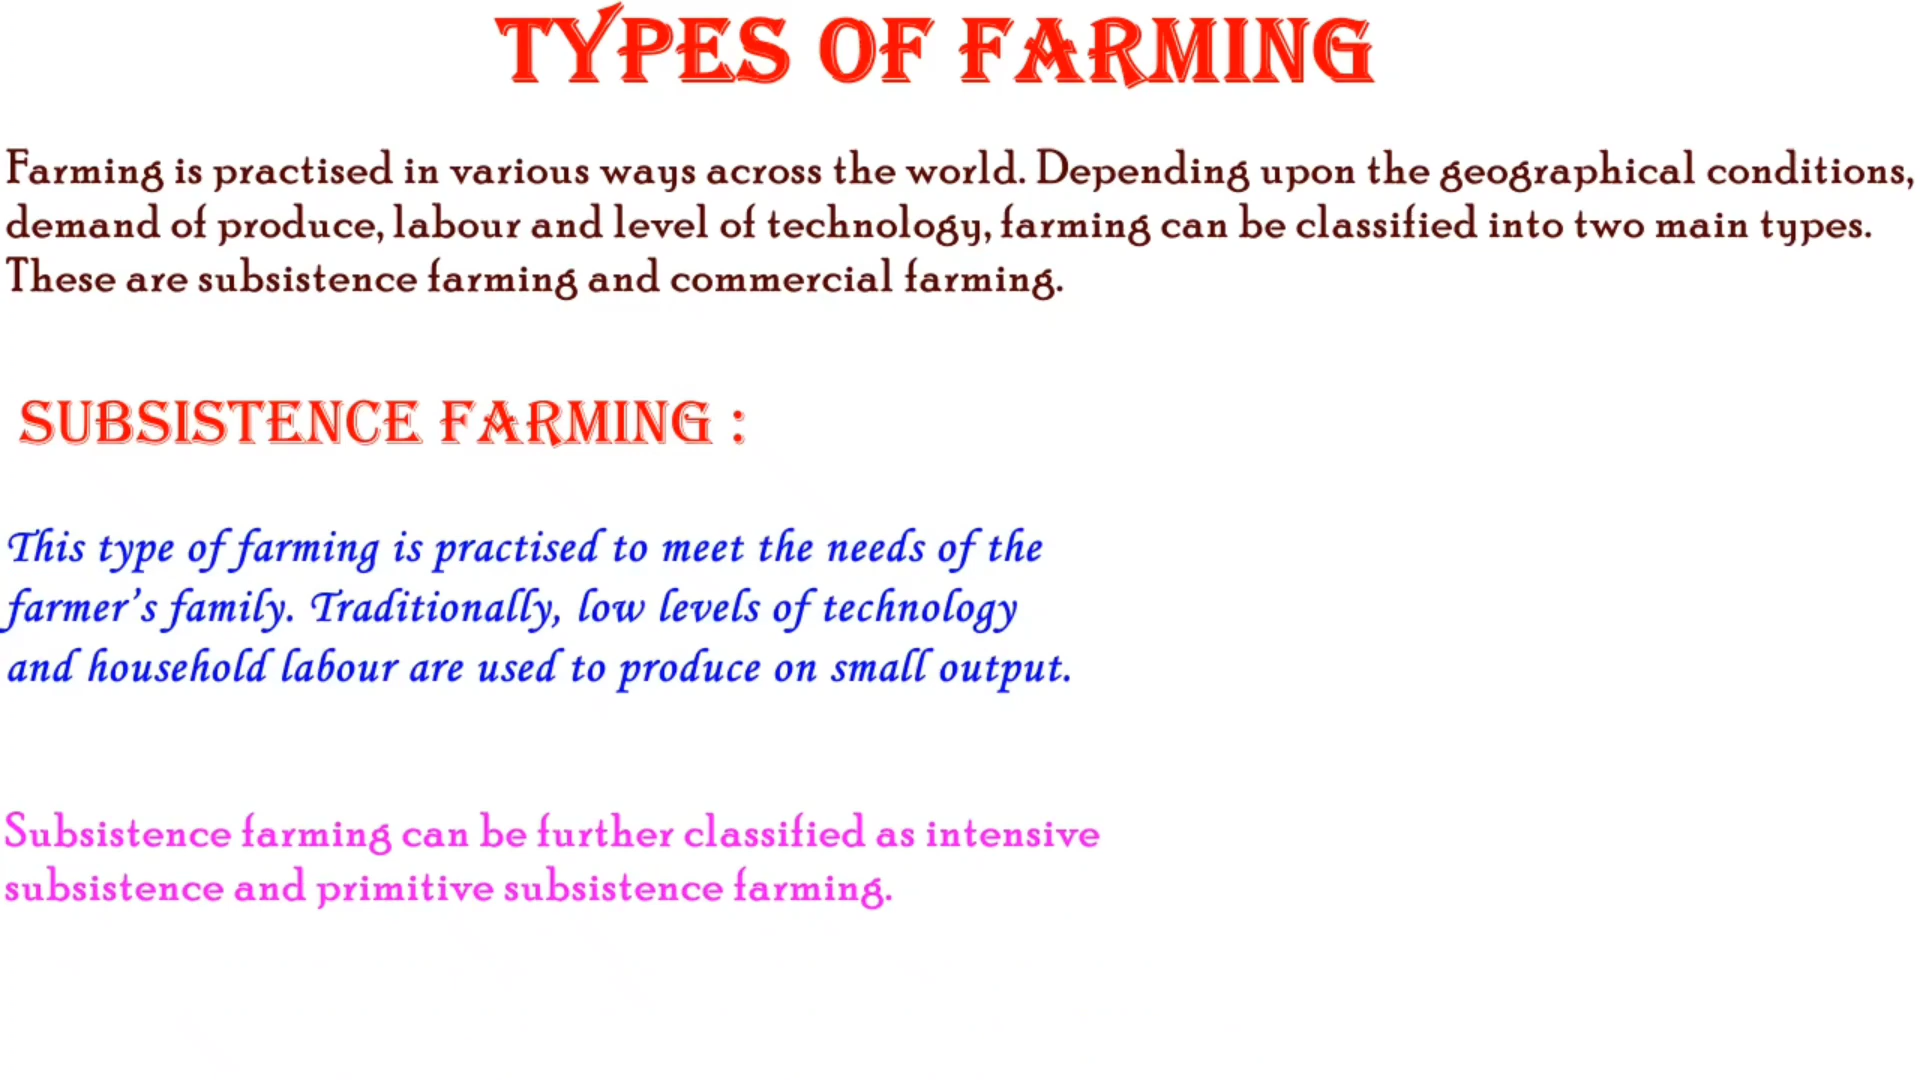 TYPES OF FARMING
Farming is practised in various ways across the world. Depending upon the geographical conditions,
demand of produce, labour and level of technology, farming can be classified into two main types.
These are subsistence farming and commercial farming.
SUBSISTENCE FARMING :
This type of farming is practised to meet the needs of the
farmer’s family. Traditionally, low levels of technology
and household labour are used to produce on small output.
Subsistence farming can be further classified as intensive
subsistence and primitive subsistence farming.